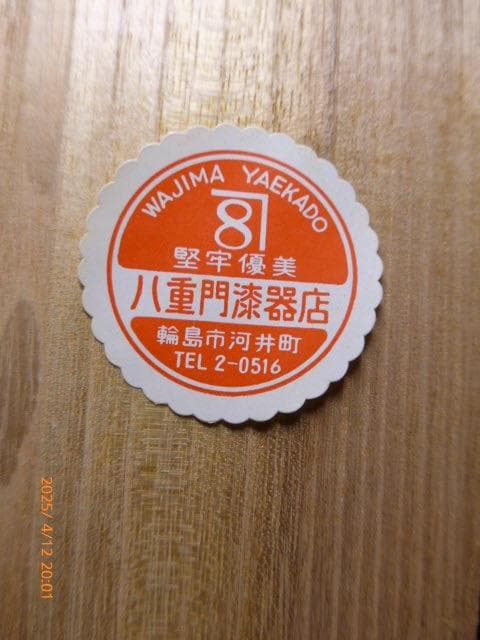 WAJIMA YAEKADO
8
堅牢優美
八重門漆器店
輪島市河井町
TEL 2-0516
2025/ 4/12 20:01